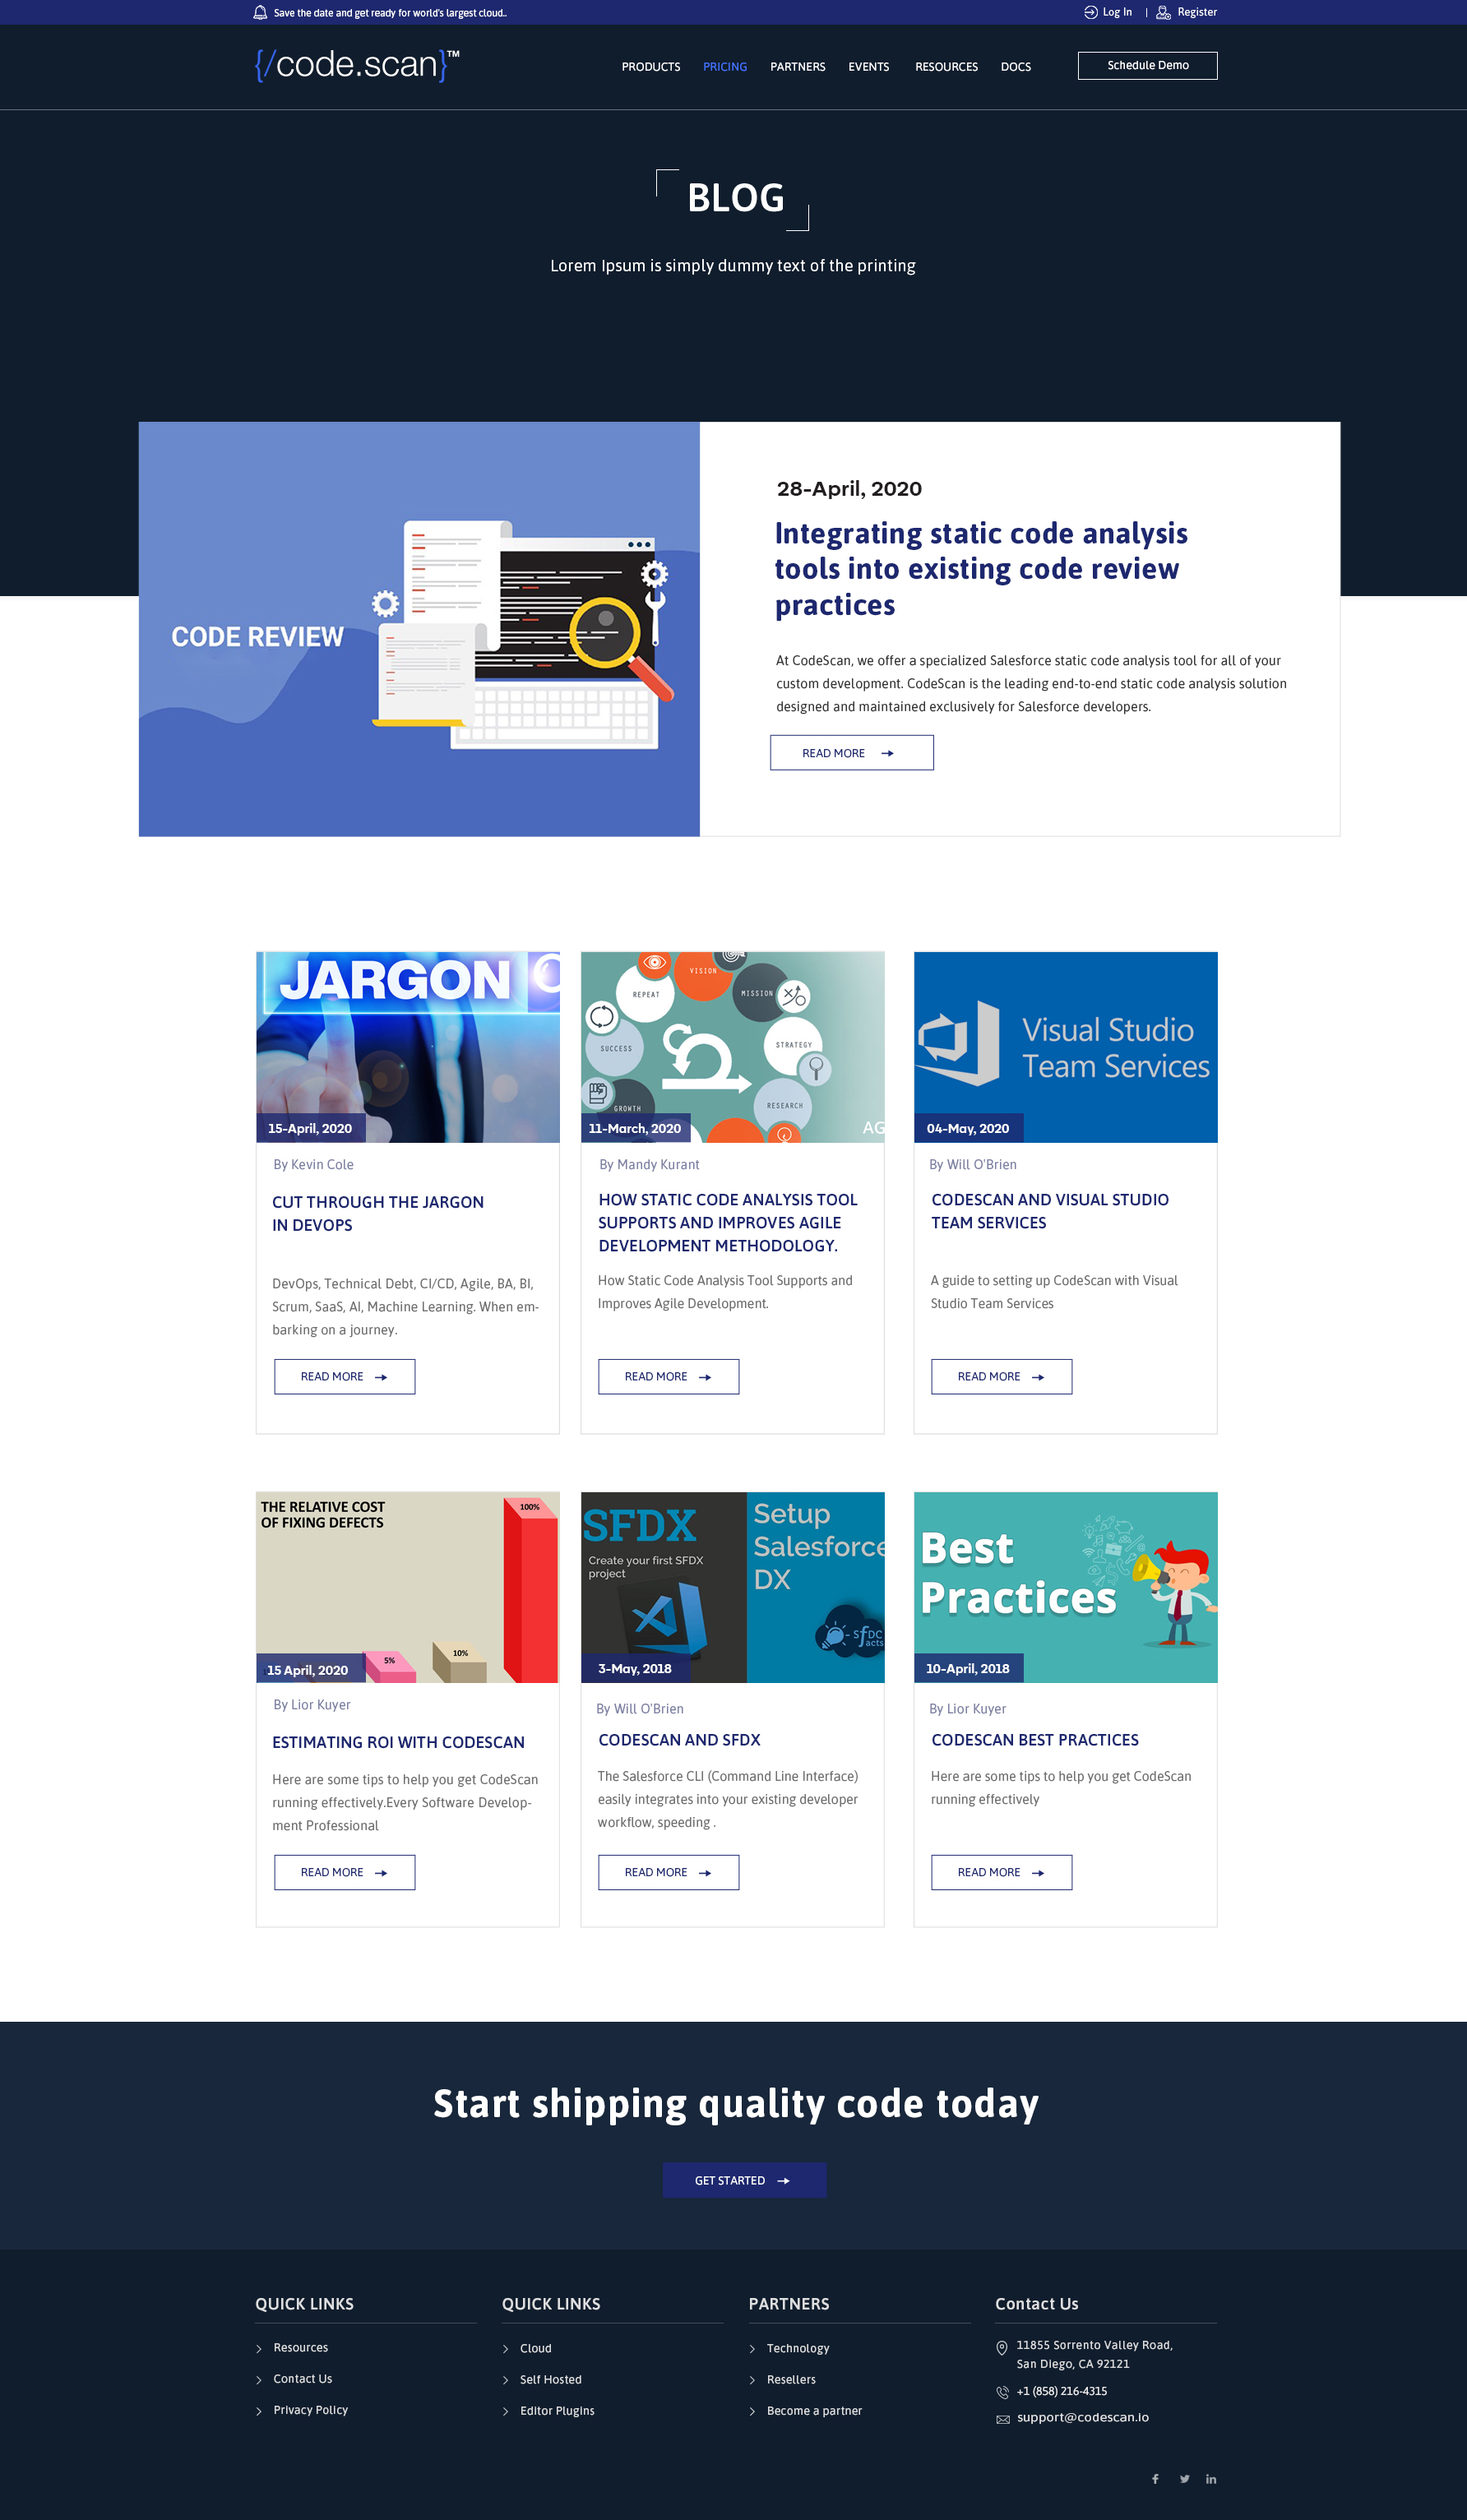 Save the date and get ready for world's largest cloud..
Log In | Register
{/code.scan}™
PRODUCTS PRICING PARTNERS EVENTS RESOURCES DOCS
Schedule Demo
BLOG
Lorem Ipsum is simply dummy text of the printing
CODE REVIEW
28-April, 2020
Integrating static code analysis
tools into existing code review
practices
At CodeScan, we offer a specialized Salesforce static code analysis tool for all of your
custom development. CodeScan is the leading end-to-end static code analysis solution
designed and maintained exclusively for Salesforce developers.
READ MORE
JARGON
15-April, 2020
By Kevin Cole
CUT THROUGH THE JARGON
IN DEVOPS
DevOps, Technical Debt, CI/CD, Agile, BA, BI,
Scrum, SaaS, AI, Machine Learning. When em-
barking on a journey.
READ MORE
VISION
REPEAT
MISSION
SUCCESS
STRATEGY
GROWTH
RESEARCH
AG
11-March, 2020
By Mandy Kurant
HOW STATIC CODE ANALYSIS TOOL
SUPPORTS AND IMPROVES AGILE
DEVELOPMENT METHODOLOGY.
How Static Code Analysis Tool Supports and
Improves Agile Development.
READ MORE
Visual Studio
Team Services
04-May, 2020
By Will O'Brien
CODESCAN AND VISUAL STUDIO
TEAM SERVICES
A guide to setting up CodeScan with Visual
Studio Team Services
READ MORE
THE RELATIVE COST
OF FIXING DEFECTS
100%
10%
5%
15 April, 2020
By Lior Kuyer
ESTIMATING ROI WITH CODESCAN
Here are some tips to help you get CodeScan
running effectively.Every Software Develop-
ment Professional
READ MORE
SFDX
Create your first SFDX
project
Setup
Salesforce
DX
SfDC
acts
3-May, 2018
By Will O'Brien
CODESCAN AND SFDX
The Salesforce CLI (Command Line Interface)
easily integrates into your existing developer
workflow, speeding .
READ MORE
Best
Practices
10-April, 2018
By Lior Kuyer
CODESCAN BEST PRACTICES
Here are some tips to help you get CodeScan
running effectively
READ MORE
Start shipping quality code today
GET STARTED
QUICK LINKS
Resources
Contact Us
Privacy Policy
QUICK LINKS
Cloud
Self Hosted
Editor Plugins
PARTNERS
Technology
Resellers
Become a partner
Contact Us
11855 Sorrento Valley Road,
San Diego, CA 92121
+1 (858) 216-4315
support@codescan.io